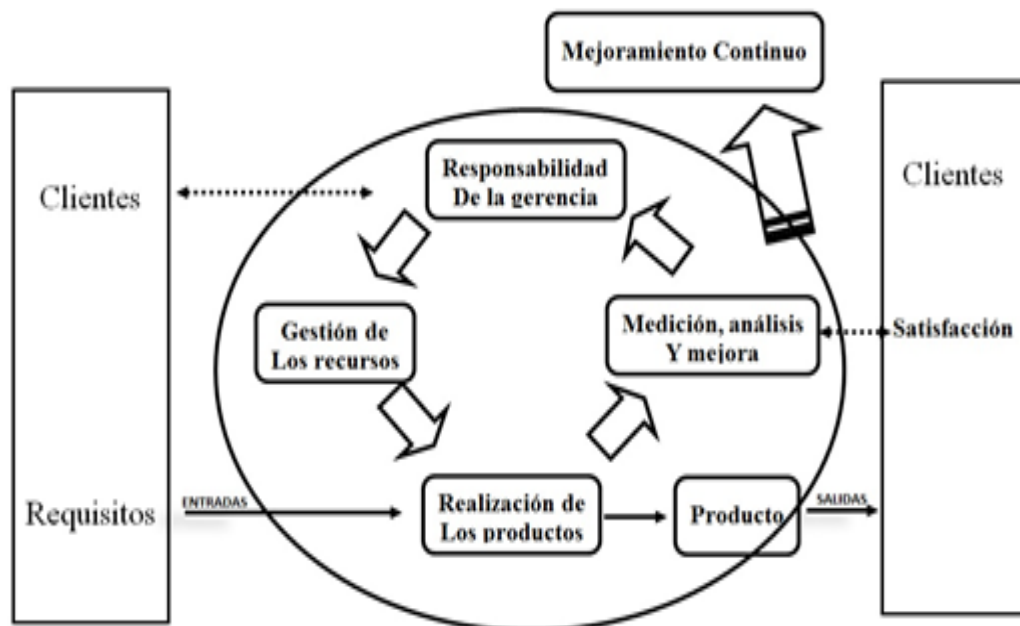 Mejoramiento Continuo
Clientes
Responsabilidad
De la gerencia
Clientes
Gestión de
Los recursos
Medición, análisis
Y mejora
Satisfacción
Requisitos
ENTRADAS
Realización de
Los productos
Producto
SALIDAS